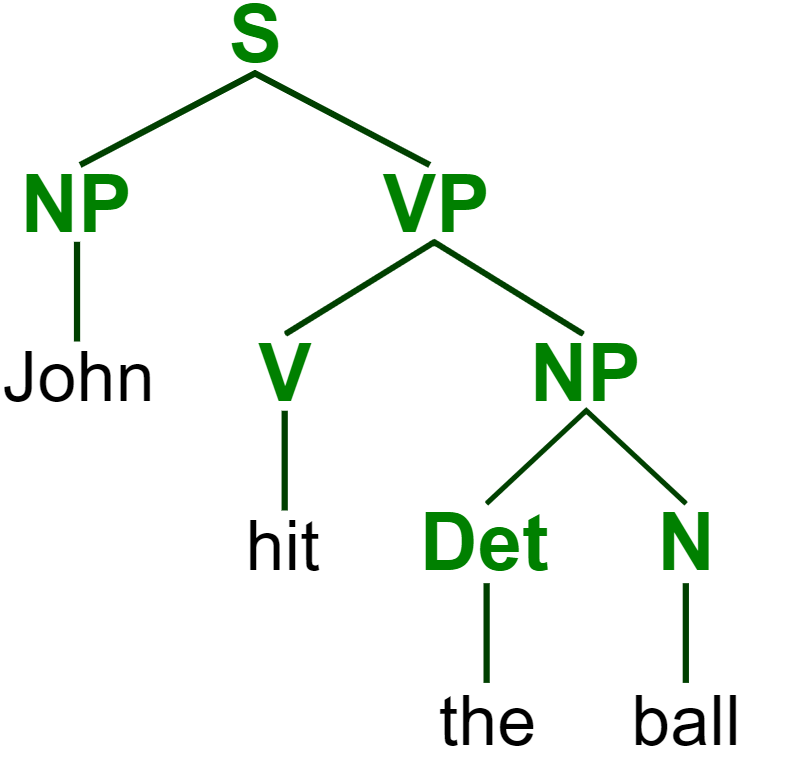 S
NP VP
John V NP
hit Det N
the ball